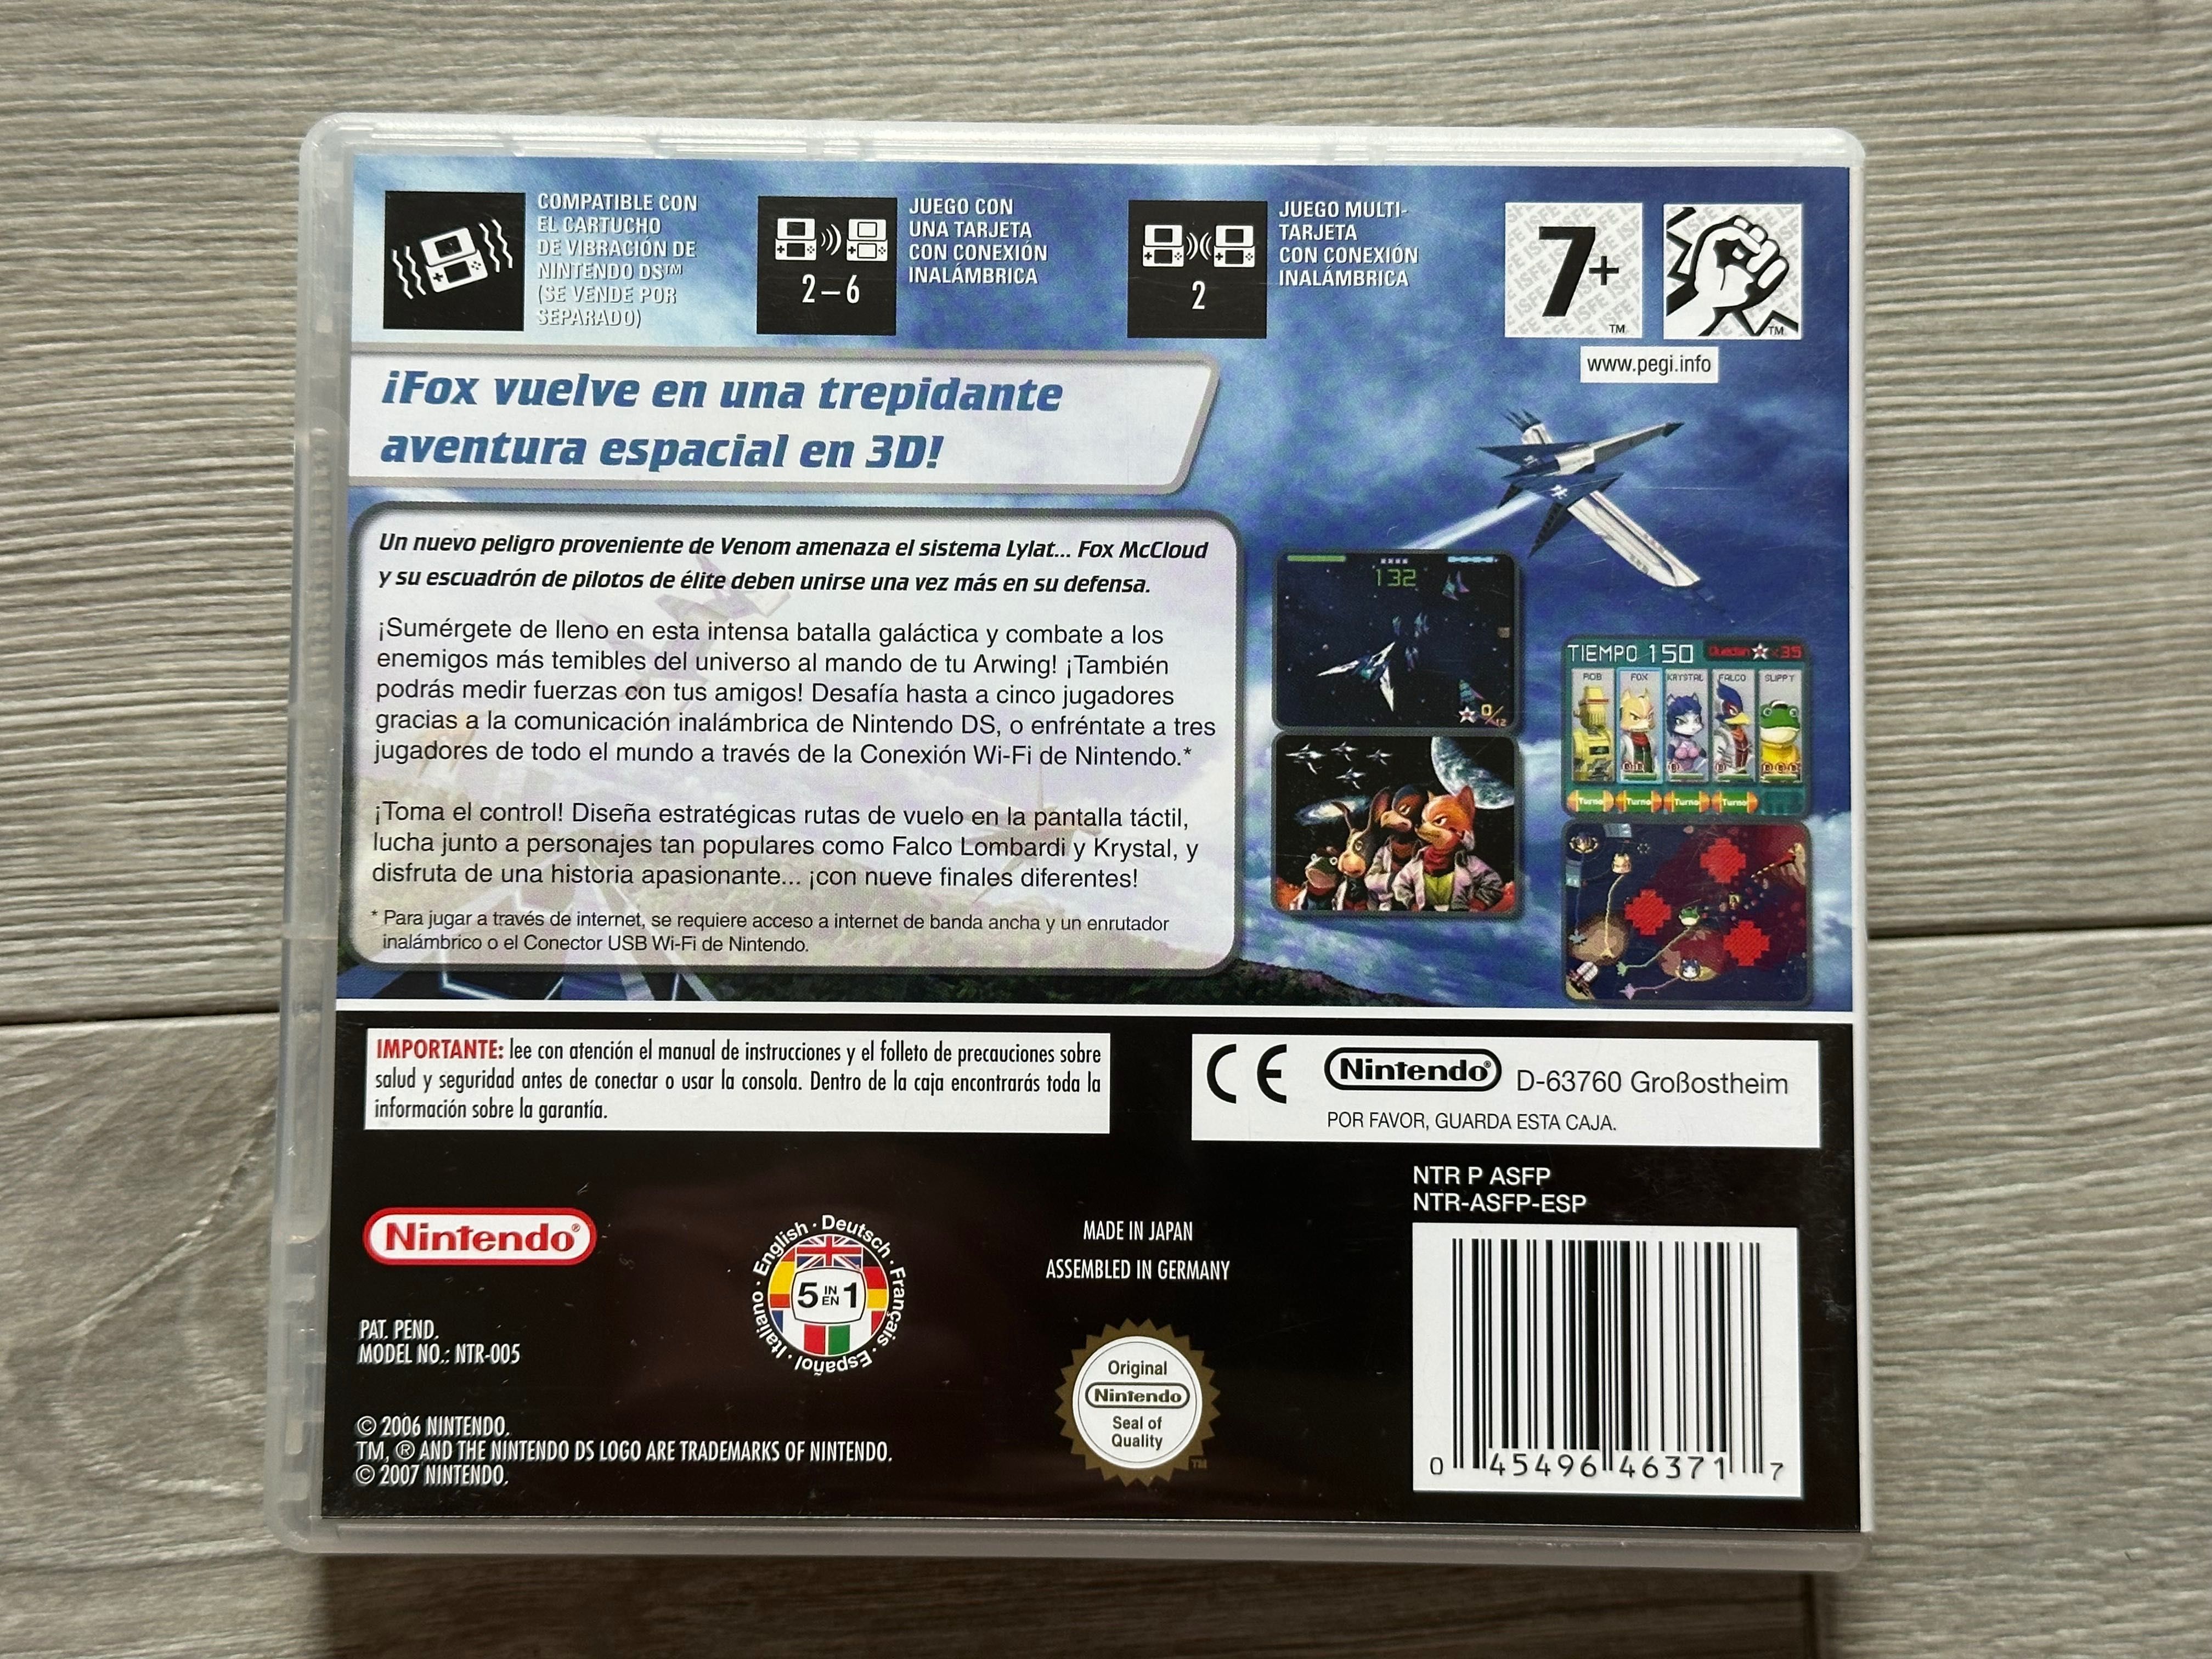 COMPATIBLE CON
EL CARTUCHO
DE VIBRACIÓN DE
NINTENDO DS™
(SE VENDE POR
SEPARADO)
2–6
JUEGO CON
UNA TARJETA
CON CONEXIÓN
INALÁMBRICA
2
JUEGO MULTI-
TARJETA
CON CONEXIÓN
INALÁMBRICA
7+
TM
TM
www.pegi.info
¡Fox vuelve en una trepidante
aventura espacial en 3D!
Un nuevo peligro proveniente de Venom amenaza el sistema Lylat... Fox McCloud
y su escuadrón de pilotos de élite deben unirse una vez más en su defensa.
¡Sumérgete de lleno en esta intensa batalla galáctica y combate a los
enemigos más temibles del universo al mando de tu Arwing! ¡También
podrás medir fuerzas con tus amigos! Desafía hasta a cinco jugadores
gracias a la comunicación inalámbrica de Nintendo DS, o enfréntate a tres
jugadores de todo el mundo a través de la Conexión Wi-Fi de Nintendo.*
¡Toma el control! Diseña estratégicas rutas de vuelo en la pantalla táctil,
lucha junto a personajes tan populares como Falco Lombardi y Krystal, y
disfruta de una historia apasionante... ¡con nueve finales diferentes!
* Para jugar a través de internet, se requiere acceso a internet de banda ancha y un enrutador
inalámbrico o el Conector USB Wi-Fi de Nintendo.
132
0/12
TIEMPO 150 Quedan x35
ROB FOX KRYSTAL FALCO SLIPPY
Turno Turno Turno Turno
IMPORTANTE: lee con atención el manual de instrucciones y el folleto de precauciones sobre
salud y seguridad antes de conectar o usar la consola. Dentro de la caja encontrarás toda la
información sobre la garantía.
CE Nintendo® D-63760 Großostheim
POR FAVOR, GUARDA ESTA CAJA.
NTR P ASFP
NTR-ASFP-ESP
Nintendo®
English · Deutsch · Français · Español · Italiano ·
5 IN EN 1
MADE IN JAPAN
ASSEMBLED IN GERMANY
PAT. PEND.
MODEL NO.: NTR-005
Original
Nintendo
Seal of
Quality
TM
© 2006 NINTENDO.
TM, ® AND THE NINTENDO DS LOGO ARE TRADEMARKS OF NINTENDO.
© 2007 NINTENDO.
0 45496 46371 7